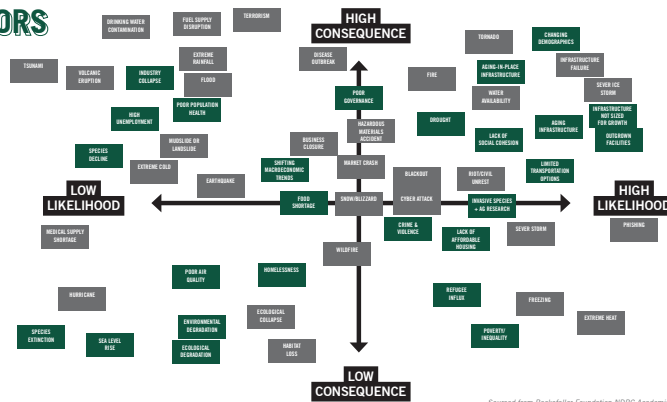 ORS
DRINKING WATER
CONTAMINATION
FUEL SUPPLY
DISRUPTION
TERRORISM
HIGH
CONSEQUENCE
TORNADO
CHANGING
DEMOGRAPHICS
TSUNAMI
VOLCANIC
ERUPTION
INDUSTRY
COLLAPSE
EXTREME
RAINFALL
FLOOD
DISEASE
OUTBREAK
FIRE
AGING-IN-PLACE
INFRASTRUCTURE
INFRASTRUCTURE
FAILURE
WATER
AVAILABILITY
SEVER ICE
STORM
POOR
GOVERNANCE
HIGH
UNEMPLOYMENT
POOR POPULATION
HEALTH
DROUGHT
AGING
INFRASTRUCTURE
INFRASTRUCTURE
NOT SIZED
FOR GROWTH
OUTGROWN
FACILITIES
MUDSLIDE OR
LANDSLIDE
BUSINESS
CLOSURE
HAZARDOUS
MATERIALS
ACCIDENT
LACK OF
SOCIAL COHESION
SPECIES
DECLINE
EXTREME COLD
EARTHQUAKE
SHIFTING
MACROECONOMIC
TRENDS
MARKET CRASH
BLACKOUT
RIOT/CIVIL
UNREST
LIMITED
TRANSPORTATION
OPTIONS
LOW
LIKELIHOOD
FOOD
SHORTAGE
SNOW/BLIZZARD
CYBER ATTACK
INVASIVE SPECIES
+ AG RESEARCH
HIGH
LIKELIHOOD
MEDICAL SUPPLY
SHORTAGE
CRIME &
VIOLENCE
LACK OF
AFFORDABLE
HOUSING
SEVER STORM
PHISHING
WILDFIRE
POOR AIR
QUALITY
HOMELESSNESS
HURRICANE
REFUGEE
INFLUX
FREEZING
SPECIES
EXTINCTION
SEA LEVEL
RISE
ENVIRONMENTAL
DEGRADATION
ECOLOGICAL
DEGRADATION
ECOLOGICAL
COLLAPSE
HABITAT
LOSS
POVERTY/
INEQUALITY
EXTREME HEAT
LOW
CONSEQUENCE